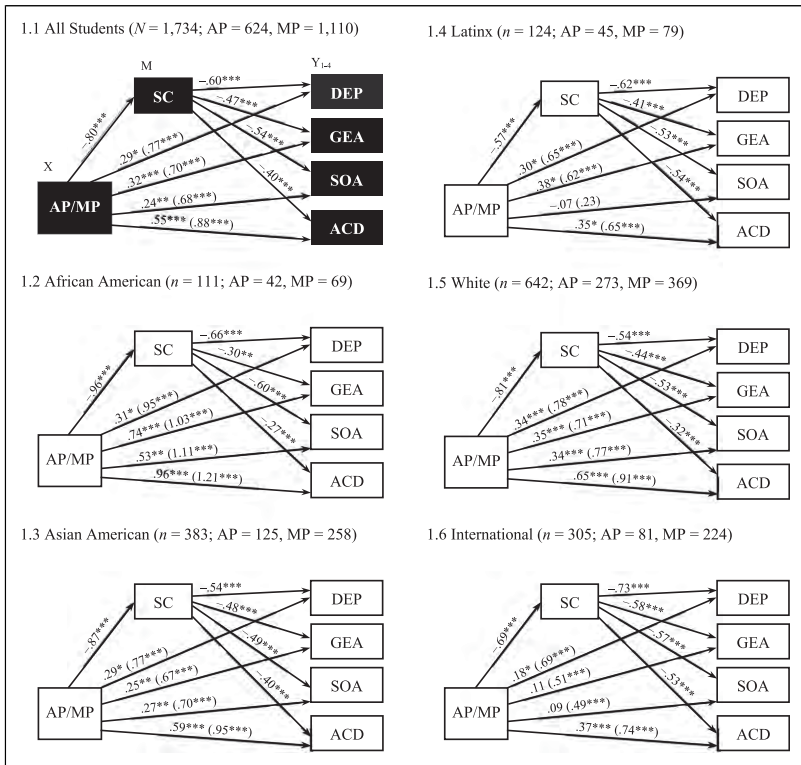 1.1 All Students (N = 1,734; AP = 624, MP = 1,110)
M
Y1-4
X
SC
AP/MP
DEP
GEA
SOA
ACD
–.80***
–.60***
–.47***
–.54***
–.40***
.29* (.77***)
.32*** (.70***)
.24** (.68***)
.55*** (.88***)
1.2 African American (n = 111; AP = 42, MP = 69)
SC
AP/MP
DEP
GEA
SOA
ACD
–.96***
–.66***
–.30**
–.60***
–.27***
.31* (.95***)
.74*** (1.03***)
.53** (1.11***)
.96*** (1.21***)
1.3 Asian American (n = 383; AP = 125, MP = 258)
SC
AP/MP
DEP
GEA
SOA
ACD
–.87***
–.54***
–.48***
–.49***
–.40***
.29* (.77***)
.25** (.67***)
.27** (.70***)
.59*** (.95***)
1.4 Latinx (n = 124; AP = 45, MP = 79)
SC
AP/MP
DEP
GEA
SOA
ACD
–.57***
–.62***
–.41***
–.53***
–.54***
.30* (.65***)
.38* (.62***)
–.07 (.23)
.35* (.65***)
1.5 White (n = 642; AP = 273, MP = 369)
SC
AP/MP
DEP
GEA
SOA
ACD
–.81***
–.54***
–.44***
–.53***
–.32***
.34*** (.78***)
.35*** (.71***)
.34*** (.77***)
.65*** (.91***)
1.6 International (n = 305; AP = 81, MP = 224)
SC
AP/MP
DEP
GEA
SOA
ACD
–.69***
–.73***
–.58***
–.57***
–.53***
.18* (.69***)
.11 (.51***)
.09 (.49***)
.37*** (.74***)